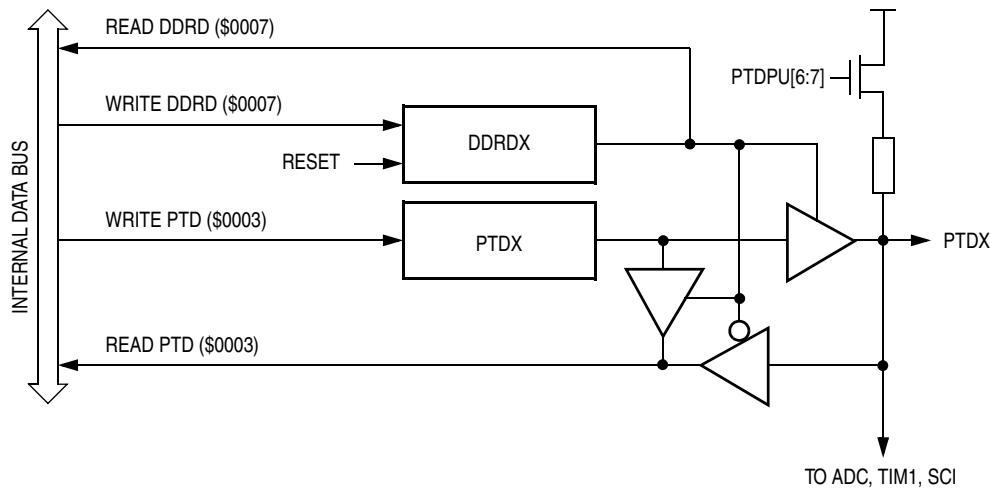 READ DDRD ($0007)
PTDPU[6:7]
WRITE DDRD ($0007)
DDRDX
RESET
INTERNAL DATA BUS
WRITE PTD ($0003)
PTDX
PTDX
READ PTD ($0003)
TO ADC, TIM1, SCI